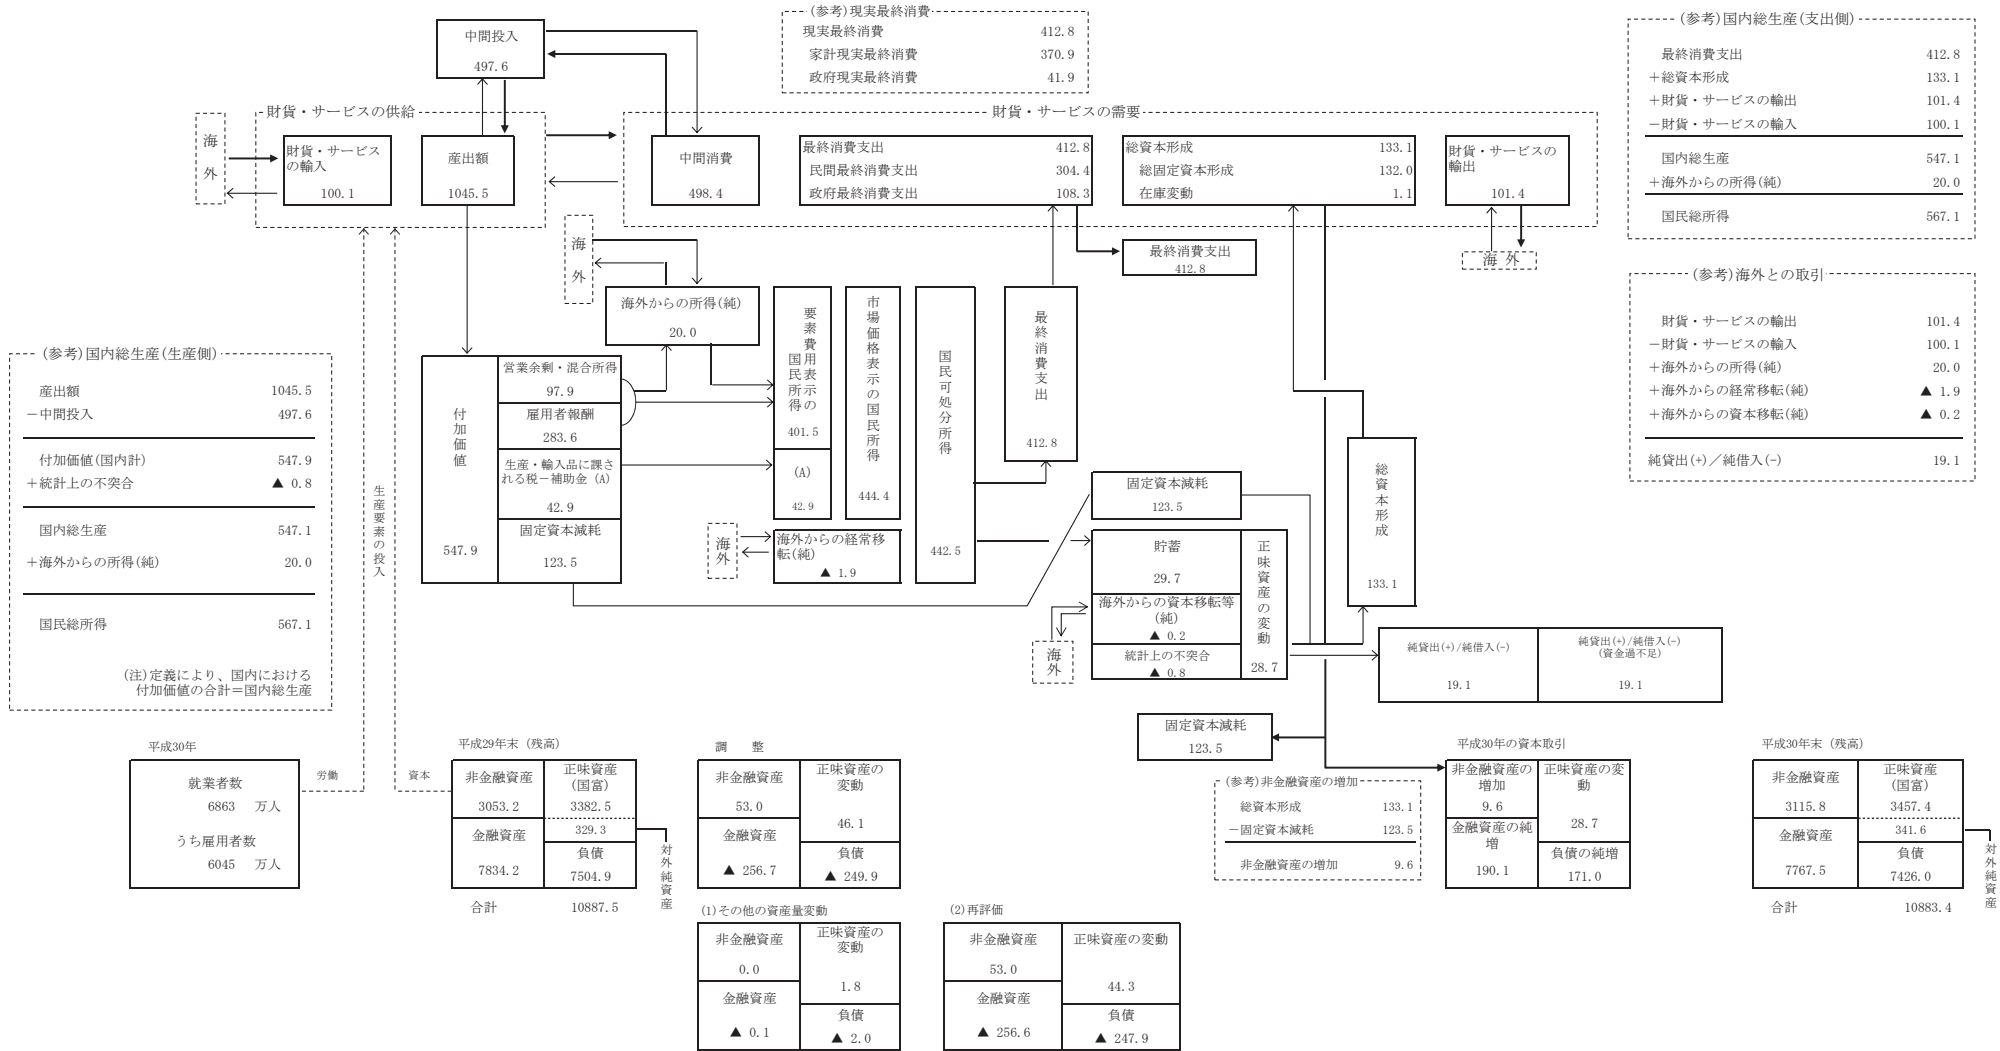 中間投入
497.6
(参考)現実最終消費
現実最終消費 412.8
家計現実最終消費 370.9
政府現実最終消費 41.9
(参考)国内総生産(支出側)
最終消費支出 412.8
＋総資本形成 133.1
＋財貨・サービスの輸出 101.4
－財貨・サービスの輸入 100.1
国内総生産 547.1
＋海外からの所得(純) 20.0
国民総所得 567.1
財貨・サービスの供給
海外
財貨・サービス
の輸入
100.1
産出額
1045.5
財貨・サービスの需要
中間消費
498.4
最終消費支出 412.8
民間最終消費支出 304.4
政府最終消費支出 108.3
総資本形成 133.1
総固定資本形成 132.0
在庫変動 1.1
財貨・サービスの
輸出
101.4
海外
最終消費支出
412.8
海外
海外からの所得(純)
20.0
(参考)海外との取引
財貨・サービスの輸出 101.4
－財貨・サービスの輸入 100.1
＋海外からの所得(純) 20.0
＋海外からの経常移転(純) ▲ 1.9
＋海外からの資本移転(純) ▲ 0.2
純貸出(+)／純借入(-) 19.1
(参考)国内総生産(生産側)
産出額 1045.5
－中間投入 497.6
付加価値(国内計) 547.9
＋統計上の不突合 ▲ 0.8
国内総生産 547.1
＋海外からの所得(純) 20.0
国民総所得 567.1
(注)定義により、国内における
付加価値の合計＝国内総生産
生産要素の投入
付加価値
547.9
営業余剰・混合所得
97.9
雇用者報酬
283.6
生産・輸入品に課さ
れる税－補助金 (A)
42.9
固定資本減耗
123.5
要素費用表示の
国民所得
401.5
(A)
42.9
市場価格表示の国民所得
444.4
海外
海外からの経常移
転(純)
▲ 1.9
国民可処分所得
442.5
最終消費支出
412.8
固定資本減耗
123.5
貯蓄
29.7
海外からの資本移転等
(純)
▲ 0.2
統計上の不突合
▲ 0.8
正味資産の変動
28.7
海外
総資本形成
133.1
純貸出(+)/純借入(-)
19.1
純貸出(+)/純借入(-)
(資金過不足)
19.1
固定資本減耗
123.5
平成30年
就業者数
6863 万人
うち雇用者数
6045 万人
労働
資本
平成29年末 (残高)
非金融資産
3053.2
正味資産
(国富)
3382.5
329.3
金融資産
7834.2
負債
7504.9
対外純資産
合計 10887.5
調 整
非金融資産
53.0
正味資産の
変動
46.1
金融資産
▲ 256.7
負債
▲ 249.9
(1)その他の資産量変動
非金融資産
0.0
正味資産の
変動
1.8
金融資産
▲ 0.1
負債
▲ 2.0
(2)再評価
非金融資産
53.0
正味資産の変動
44.3
金融資産
▲ 256.6
負債
▲ 247.9
(参考)非金融資産の増加
総資本形成 133.1
－固定資本減耗 123.5
非金融資産の増加 9.6
平成30年の資本取引
非金融資産の
増加
9.6
正味資産の変
動
28.7
金融資産の純
増
190.1
負債の純増
171.0
平成30年末 (残高)
非金融資産
3115.8
正味資産
(国富)
3457.4
341.6
金融資産
7767.5
負債
7426.0
対外純資産
合計 10883.4